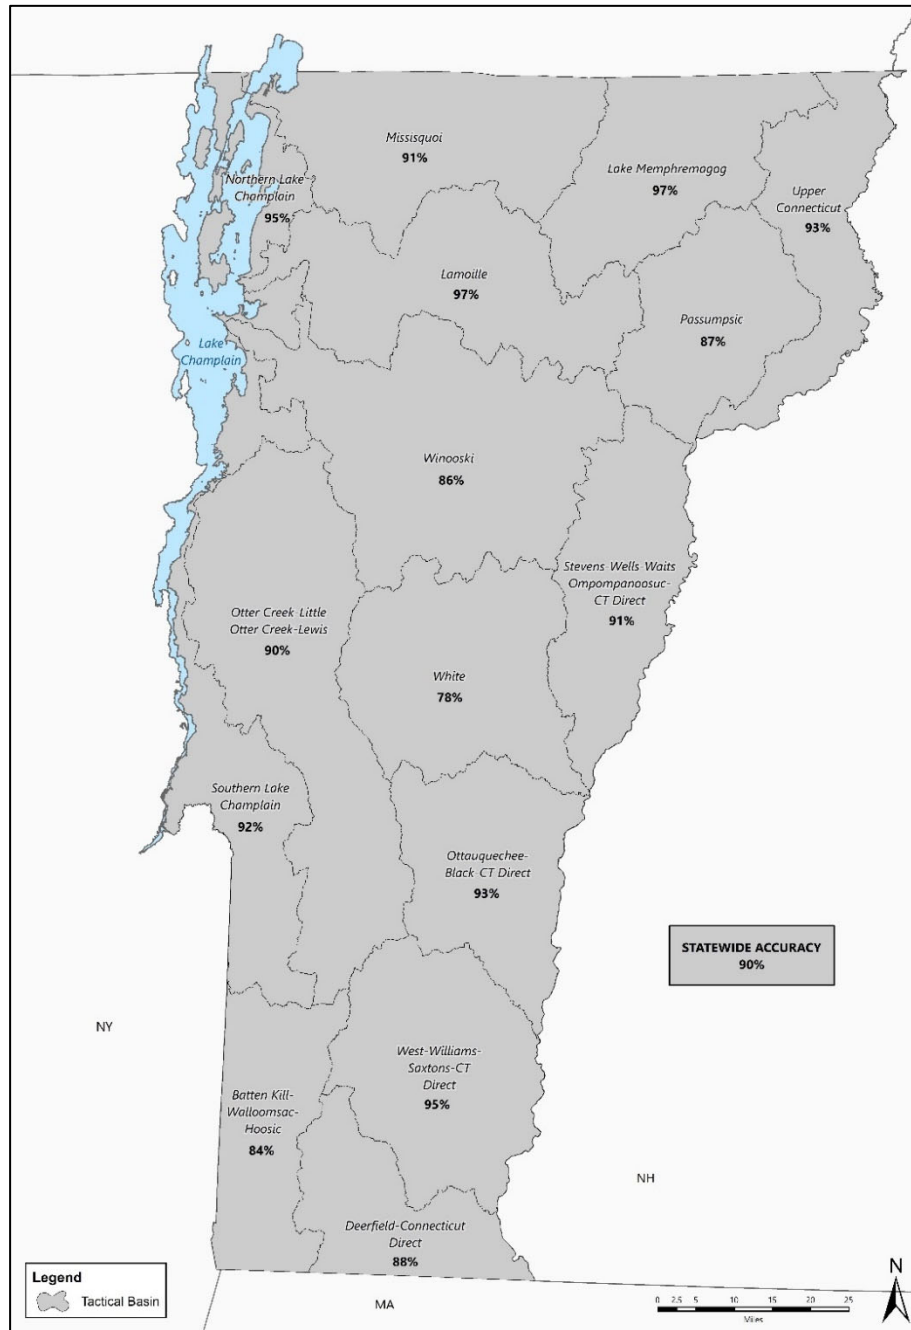 Missisquoi
91%
Lake Memphremagog
97%
Northern Lake
Champlain
95%
Upper
Connecticut
93%
Lamoille
97%
Passumpsic
87%
Lake
Champlain
Winooski
86%
Stevens-Wells-Waits
Ompompanoosuc-
CT Direct
91%
Otter Creek-Little
Otter Creek-Lewis
90%
White
78%
Southern Lake
Champlain
92%
Ottauquechee-
Black-CT Direct
93%
STATEWIDE ACCURACY
90%
NY
West-Williams-
Saxtons-CT
Direct
95%
Batten Kill-
Walloomsac-
Hoosic
84%
NH
Deerfield-Connecticut
Direct
88%
Legend
Tactical Basin
MA
0 2.5 5 10 15 20 25
Miles
N